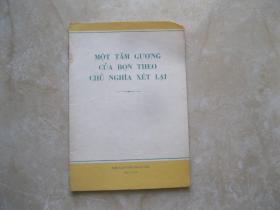 MỘT TẤM GƯƠNG
CỦA BỌN THEO
CHỦ NGHĨA XÉT LẠI